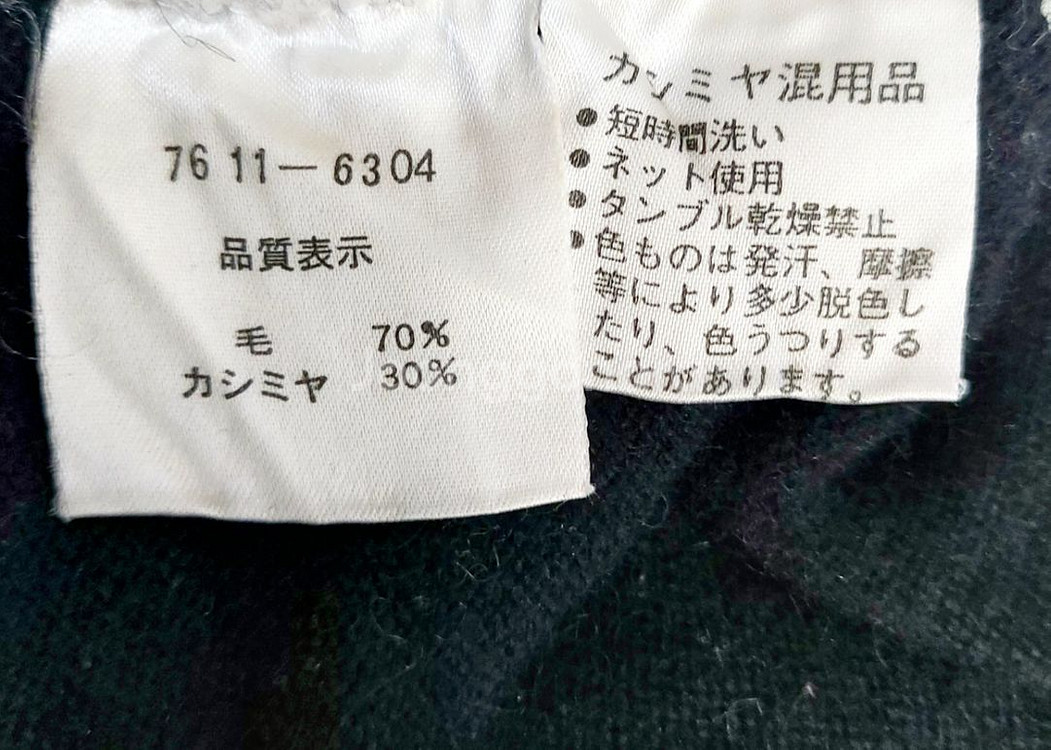 7611－6304
品質表示
毛 70%
カシミヤ 30%
カシミヤ混用品
●短時間洗い
●ネット使用
●タンブル乾燥禁止
●色ものは発汗、摩擦
等により多少脱色し
たり、色うつりする
ことがあります。